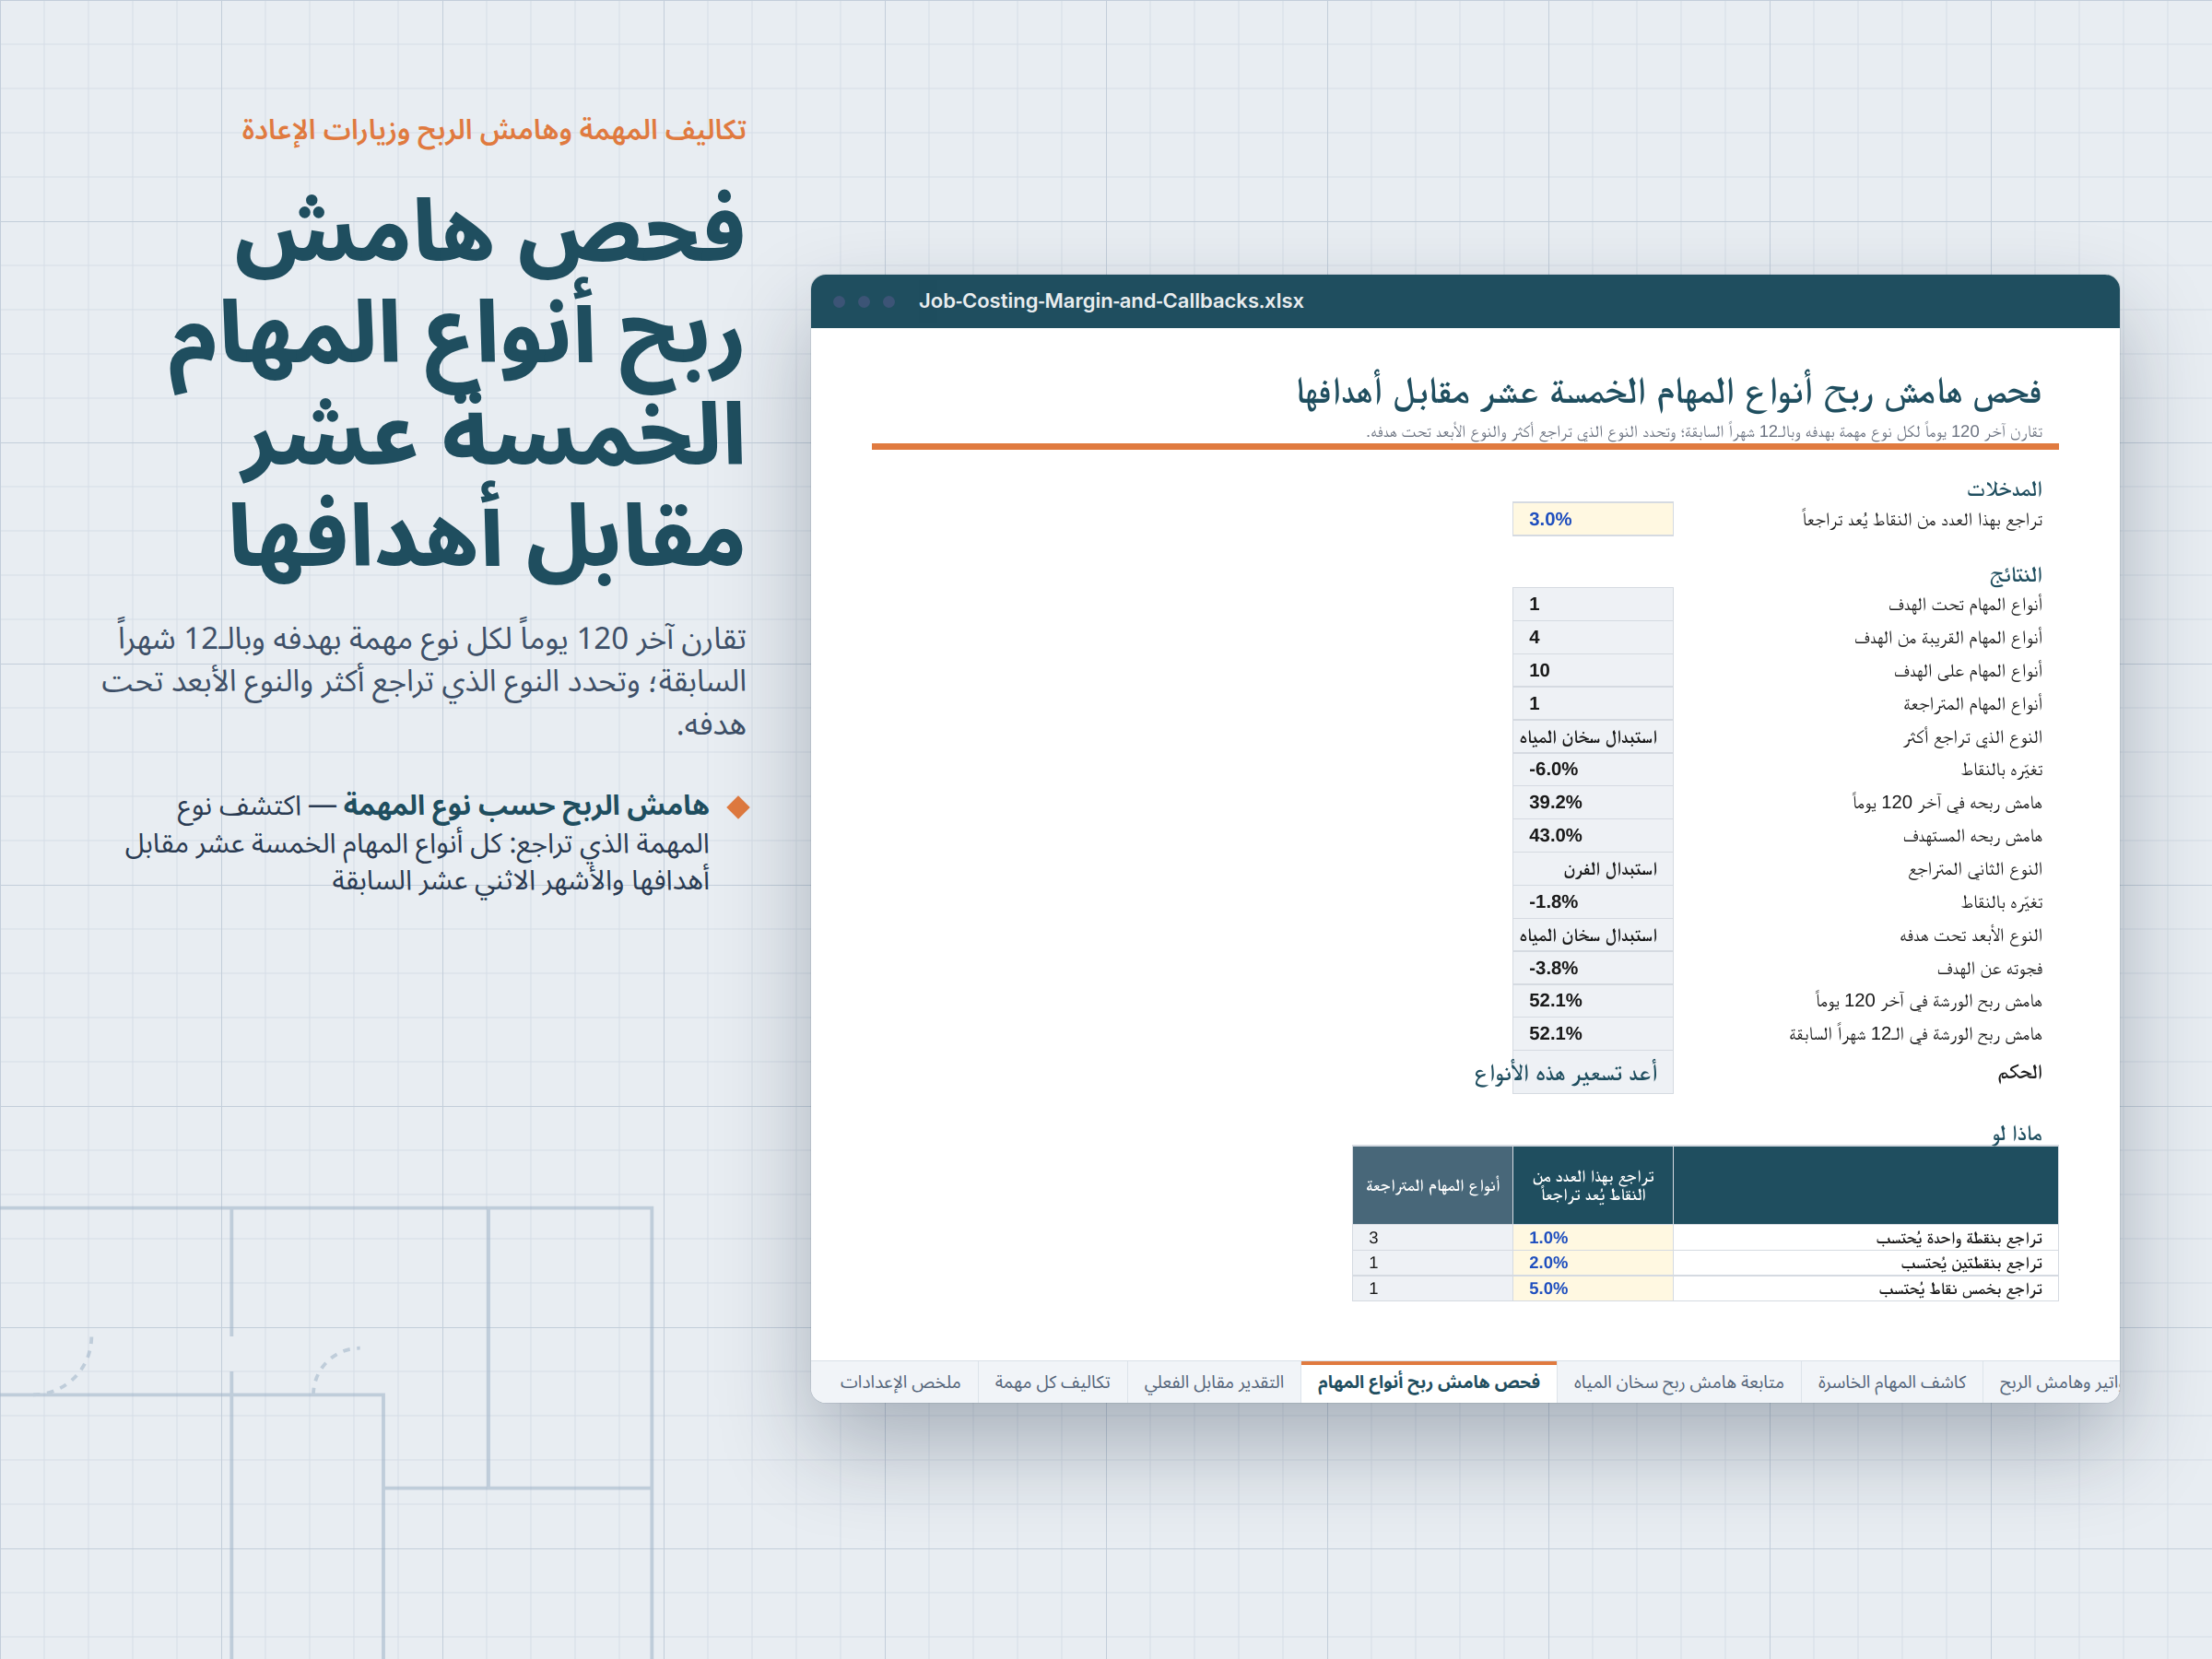 تكاليف المهمة وهامش الربح وزيارات الإعادة
فحص هامش
ربح أنواع المهام
الخمسة عشر
مقابل أهدافها
تقارن آخر 120 يوماً لكل نوع مهمة بهدفه وبالـ12 شهراً
السابقة؛ وتحدد النوع الذي تراجع أكثر والنوع الأبعد تحت
هدفه.
هامش الربح حسب نوع المهمة — اكتشف نوع
المهمة الذي تراجع: كل أنواع المهام الخمسة عشر مقابل
أهدافها والأشهر الاثني عشر السابقة
Job-Costing-Margin-and-Callbacks.xlsx
فحص هامش ربح أنواع المهام الخمسة عشر مقابل أهدافها
تقارن آخر 120 يوماً لكل نوع مهمة بهدفه وبالـ12 شهراً السابقة؛ وتحدد النوع الذي تراجع أكثر والنوع الأبعد تحت هدفه.
المدخلات
تراجع بهذا العدد من النقاط يُعد تراجعاً 3.0%
النتائج
أنواع المهام تحت الهدف 1
أنواع المهام القريبة من الهدف 4
أنواع المهام على الهدف 10
أنواع المهام المتراجعة 1
النوع الذي تراجع أكثر استبدال سخان المياه
تغيّره بالنقاط -6.0%
هامش ربحه في آخر 120 يوماً 39.2%
هامش ربحه المستهدف 43.0%
النوع الثاني المتراجع استبدال الفرن
تغيّره بالنقاط -1.8%
النوع الأبعد تحت هدفه استبدال سخان المياه
فجوته عن الهدف -3.8%
هامش ربح الورشة في آخر 120 يوماً 52.1%
هامش ربح الورشة في الـ12 شهراً السابقة 52.1%
الحكم أعد تسعير هذه الأنواع
ماذا لو
تراجع بهذا العدد من
النقاط يُعد تراجعاً
أنواع المهام المتراجعة
تراجع بنقطة واحدة يُحتسب 1.0% 3
تراجع بنقطتين يُحتسب 2.0% 1
تراجع بخمس نقاط يُحتسب 5.0% 1
ملخص الإعدادات تكاليف كل مهمة التقدير مقابل الفعلي فحص هامش ربح أنواع المهام متابعة هامش ربح سخان المياه كاشف المهام الخاسرة وهامش الربح